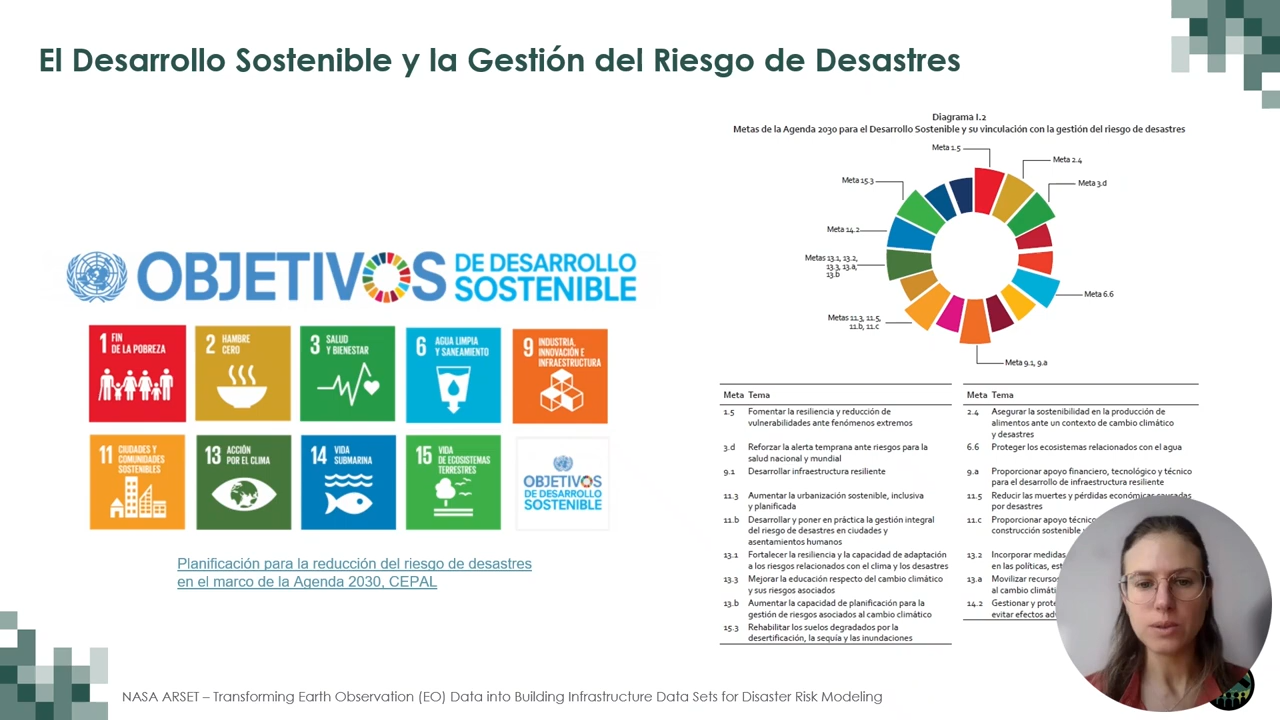 El Desarrollo Sostenible y la Gestión del Riesgo de Desastres
OBJETIVOS
DE DESARROLLO
SOSTENIBLE
1 FIN
DE LA POBREZA
2 HAMBRE
CERO
3 SALUD
Y BIENESTAR
6 AGUA LIMPIA
Y SANEAMIENTO
9 INDUSTRIA,
INNOVACIÓN E
INFRAESTRUCTURA
11 CIUDADES Y
COMUNIDADES
SOSTENIBLES
13 ACCIÓN
POR EL CLIMA
14 VIDA
SUBMARINA
15 VIDA
DE ECOSISTEMAS
TERRESTRES
OBJETIVOS
DE DESARROLLO
SOSTENIBLE
Planificación para la reducción del riesgo de desastres
en el marco de la Agenda 2030, CEPAL
Diagrama I.2
Metas de la Agenda 2030 para el Desarrollo Sostenible y su vinculación con la gestión del riesgo de desastres
Meta 1.5
Meta 2.4
Meta 3.d
Meta 15.3
Meta 14.2
Metas 13.1, 13.2,
13.3, 13.a,
13.b
Meta 6.6
Metas 11.3, 11.5,
11.b, 11.c
Meta 9.1, 9.a
Meta Tema
1.5 Fomentar la resiliencia y reducción de
vulnerabilidades ante fenómenos extremos
3.d Reforzar la alerta temprana ante riesgos para la
salud nacional y mundial
9.1 Desarrollar infraestructura resiliente
11.3 Aumentar la urbanización sostenible, inclusiva
y planificada
11.b Desarrollar y poner en práctica la gestión integral
del riesgo de desastres en ciudades y
asentamientos humanos
13.1 Fortalecer la resiliencia y la capacidad de adaptación
a los riesgos relacionados con el clima y los desastres
13.3 Mejorar la educación respecto del cambio climático
y sus riesgos asociados
13.b Aumentar la capacidad de planificación para la
gestión de riesgos asociados al cambio climático
15.3 Rehabilitar los suelos degradados por la
desertificación, la sequía y las inundaciones
Meta Tema
2.4 Asegurar la sostenibilidad en la producción de
alimentos ante un contexto de cambio climático
y desastres
6.6 Proteger los ecosistemas relacionados con el agua
9.a Proporcionar apoyo financiero, tecnológico y técnico
para el desarrollo de infraestructura resiliente
11.5 Reducir las muertes y pérdidas económicas causadas
por desastres
11.c Proporcionar apoyo técnico
construcción sostenible
13.2 Incorporar medidas
en las políticas,
13.a Movilizar recursos
al cambio
14.2 Gestionar y
evitar efectos
NASA ARSET – Transforming Earth Observation (EO) Data into Building Infrastructure Data Sets for Disaster Risk Modeling